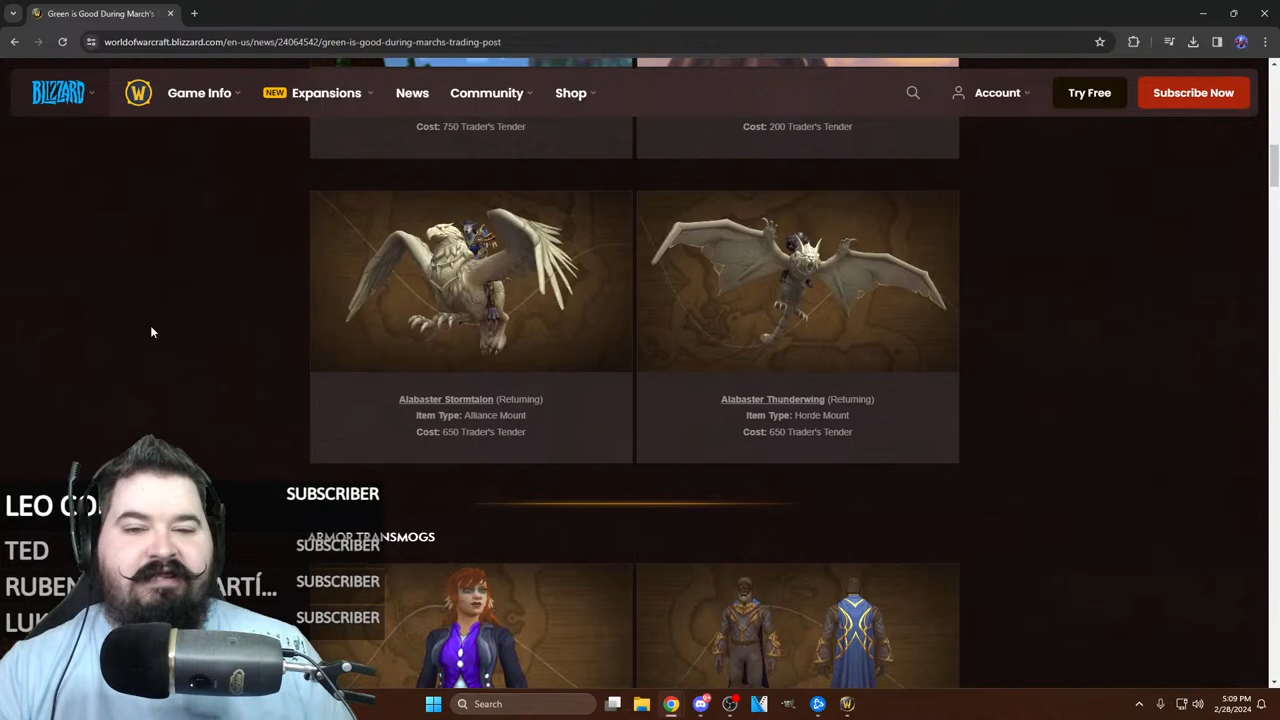 Green is Good During March's
worldofwarcraft.blizzard.com/en-us/news/24064542/green-is-good-during-marchs-trading-post
BLIZZARD
W
Game Info
NEW
Expansions
News
Community
Shop
Account
Try Free
Subscribe Now
Cost: 750 Trader's Tender
Cost: 200 Trader's Tender
Alabaster Stormtalon (Returning)
Item Type: Alliance Mount
Cost: 650 Trader's Tender
Alabaster Thunderwing (Returning)
Item Type: Horde Mount
Cost: 650 Trader's Tender
ARMOR TRANSMOGS
LEO
SUBSCRIBER
TED
SUBSCRIBER
SUBSCRIBER
SUBSCRIBER
Search
5:09 PM
2/28/2024